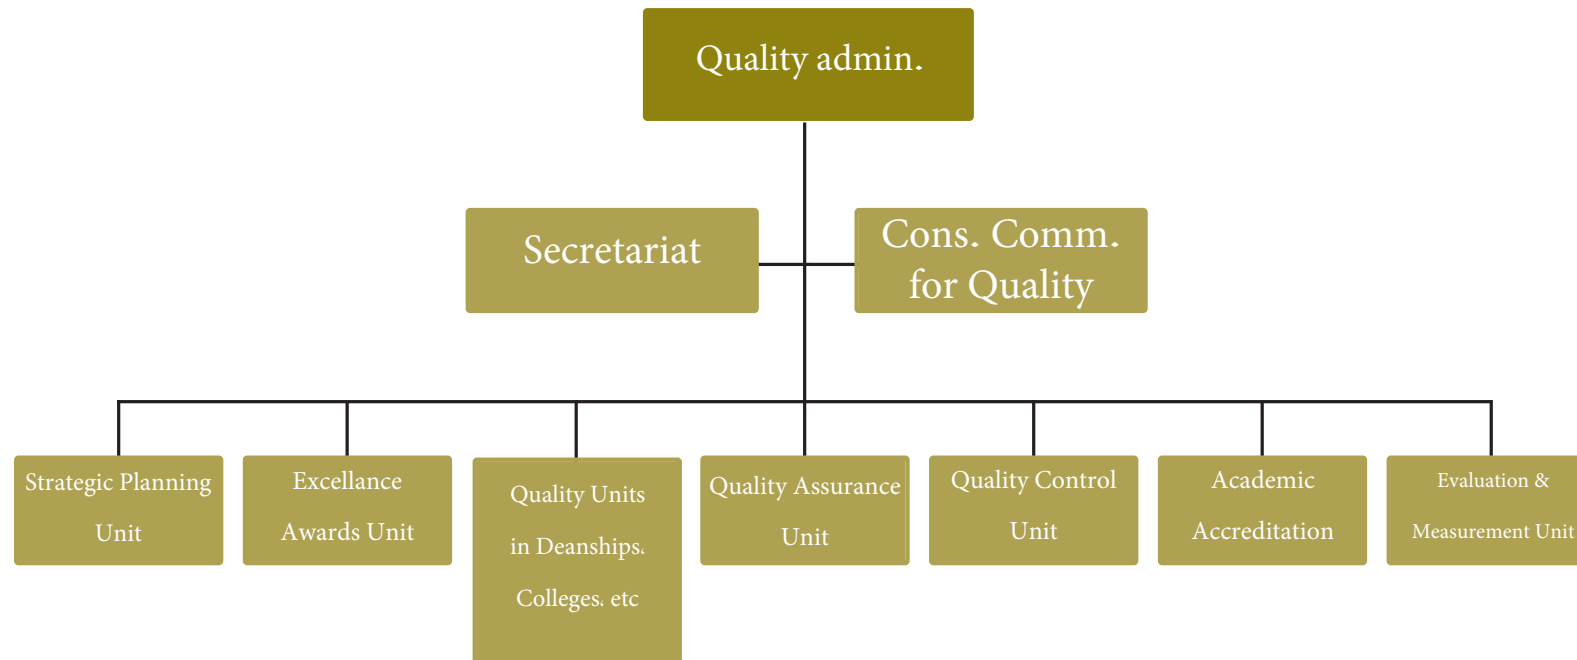 Quality admin.
Secretariat
Cons. Comm.
for Quality
Strategic Planning
Unit
Excellance
Awards Unit
Quality Units
in Deanships.
Colleges. etc
Quality Assurance
Unit
Quality Control
Unit
Academic
Accreditation
Evaluation &
Measurement Unit